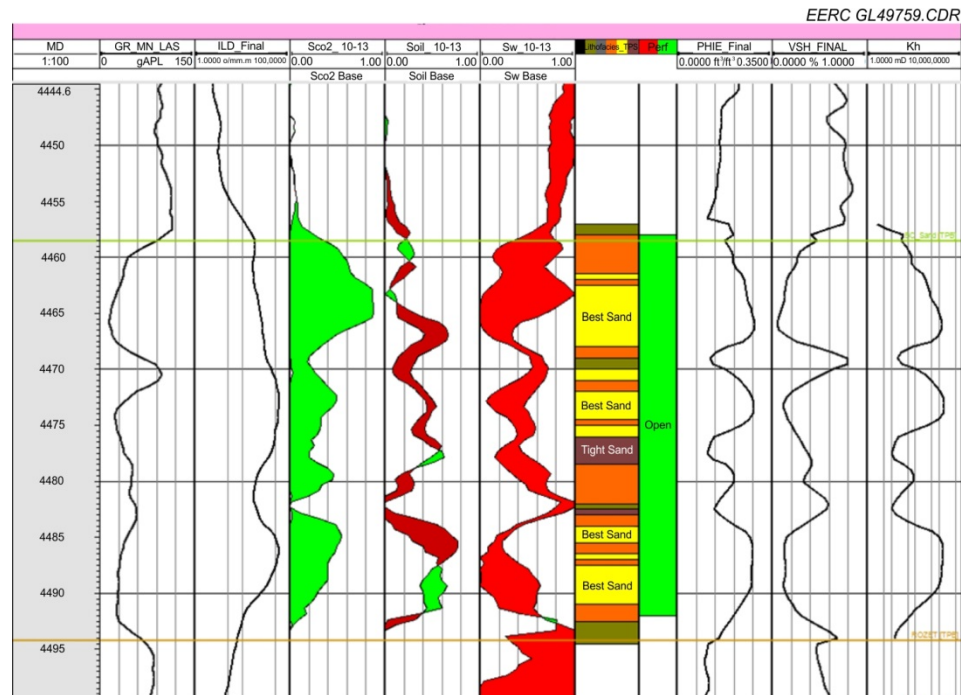 EERC GL49759.CDR
MD GR_MN_LAS ILD_Final Sco2_10-13 Soil_10-13 Sw_10-13 Lithofacies_TPS Perf PHIE_Final VSH_FINAL Kh
1:100 0 gAPL 150 1.0000 o/mm.m 100,0000 0.00 1.00 0.00 1.00 0.00 1.00 0.0000 ft³/ft³ 0.3500 0.0000 % 1.0000 1.0000 mD 10,000,0000
Sco2 Base Soil Base Sw Base
4444.6
4450
4455
4460
4465
Best Sand
4470
Best Sand
4475
Open
Tight Sand
4480
4485
Best Sand
4490
Best Sand
4495